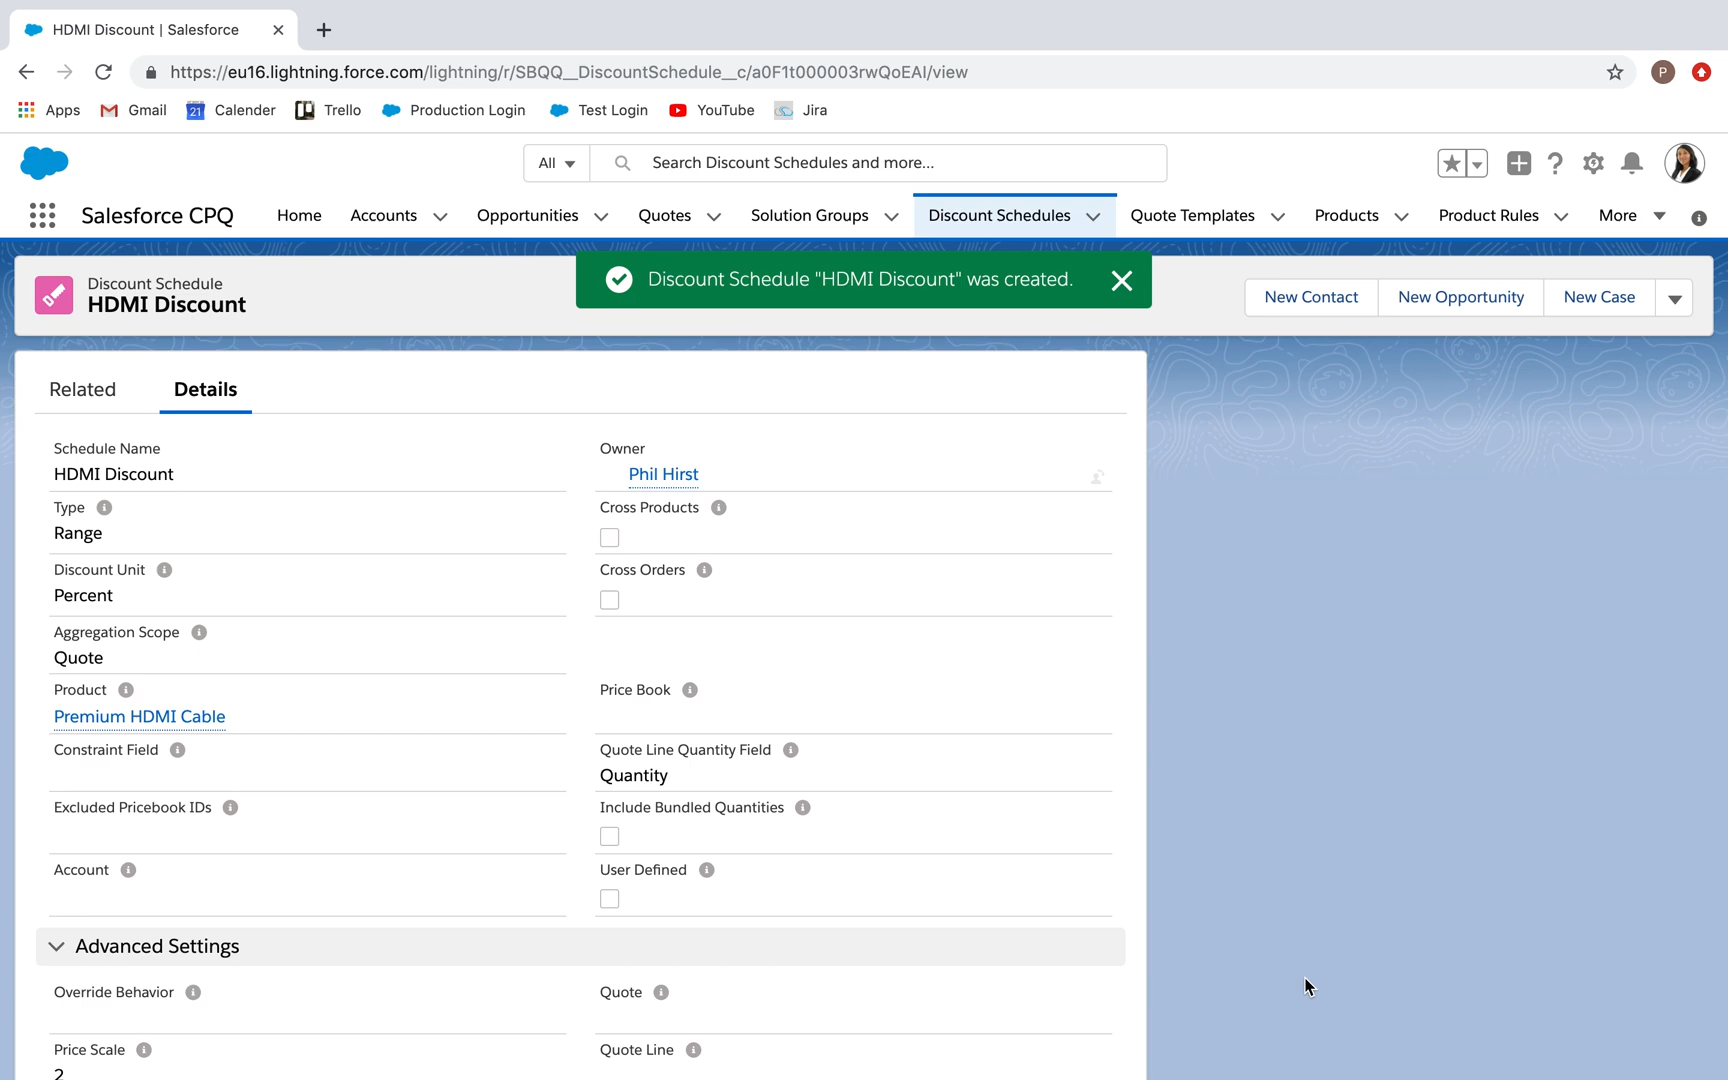 HDMI Discount | Salesforce
https://eu16.lightning.force.com/lightning/r/SBQQ__DiscountSchedule__c/a0F1t000003rwQoEAI/view
P
Apps Gmail 21 Calender Trello Production Login Test Login YouTube Jira
All Search Discount Schedules and more...
Salesforce CPQ Home Accounts Opportunities Quotes Solution Groups Discount Schedules Quote Templates Products Product Rules More
Discount Schedule "HDMI Discount" was created.
Discount Schedule
HDMI Discount
New Contact New Opportunity New Case
Related Details
Schedule Name Owner
HDMI Discount Phil Hirst
Type Cross Products
Range
Discount Unit Cross Orders
Percent
Aggregation Scope
Quote
Product Price Book
Premium HDMI Cable
Constraint Field Quote Line Quantity Field
Quantity
Excluded Pricebook IDs Include Bundled Quantities
Account User Defined
Advanced Settings
Override Behavior Quote
Price Scale Quote Line
2